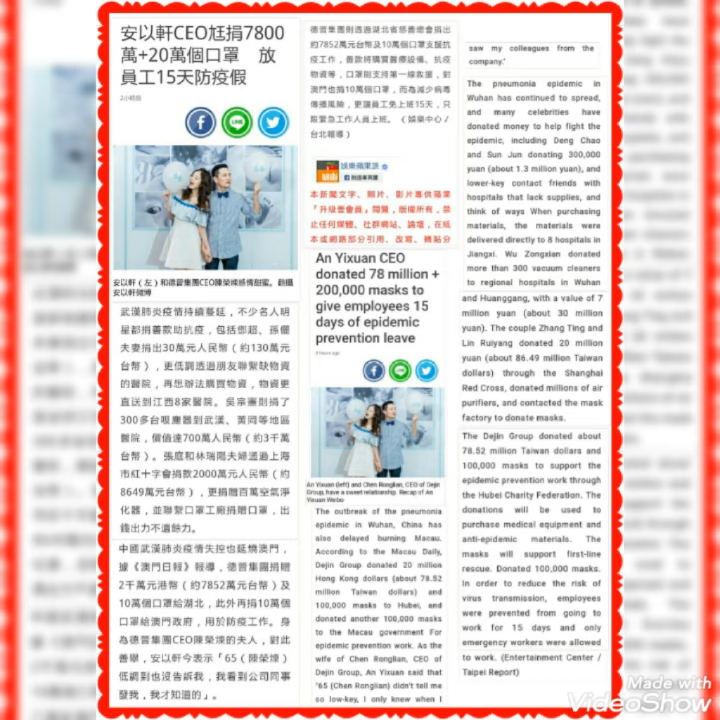 安以軒CEO尪捐7800
萬+20萬個口罩　放
員工15天防疫假
2小時前
安以軒（左）和德晉集團CEO陳榮煉感情甜蜜。翻攝
安以軒微博
武漢肺炎疫情持續蔓延，不少名人明
星都捐善款助抗疫，包括鄧超、孫儷
夫妻捐出30萬元人民幣（約130萬元
台幣），更低調透過朋友聯繫缺物資
的醫院，再想辦法購買物資，物資更
直送到江西8家醫院。吳宗憲則捐了
300多台吸塵器到武漢、黃岡等地區
醫院，價值達700萬人民幣（約3千萬
台幣）。張庭和林瑞陽夫婦透過上海
市紅十字會捐款2000萬元人民幣（約
8649萬元台幣），更捐贈百萬空氣淨
化器，並聯繫口罩工廠捐贈口罩，出
錢出力不遺餘力。
中國武漢肺炎疫情失控也延燒澳門，
據《澳門日報》報導，德晉集團捐贈
2千萬元港幣（約7852萬元台幣）及
10萬個口罩給湖北，此外再捐10萬個
口罩給澳門政府，用於防疫工作。身
為德晉集團CEO陳榮煉的夫人，對此
善舉，安以軒今表示「65（陳榮煉）
低調到也沒告訴我，我看到公司同事
發我，我才知道的」。
德晉集團則透過湖北省慈善總會捐出
約7852萬元台幣及10萬個口罩支援抗
疫工作，善款將購買醫療設備、抗疫
物資等，口罩則支持第一線救援，對
澳門也捐10萬個口罩，而為減少病毒
傳播風險，更讓員工免上班15天，只
限緊急工作人員上班。（娛樂中心／
台北報導）
娛樂蘋果派
本新聞文字、照片、影片專供蘋果
「升級壹會員」閱覽，版權所有，禁
止任何媒體、社群網站、論壇，在紙
本或網路部分引用、改寫、轉貼分
An Yixuan CEO
donated 78 million +
200,000 masks to
give employees 15
days of epidemic
prevention leave
2 hours ago
An Yixuan (left) and Chen Ronglian, CEO of Dejin
Group, have a sweet relationship. Recap of An
Yixuan Weibo
The outbreak of the pneumonia
epidemic in Wuhan, China has
also delayed burning Macau.
According to the Macau Daily,
Dejin Group donated 20 million
Hong Kong dollars (about 78.52
million Taiwan dollars) and
100,000 masks to Hubei, and
donated another 100,000 masks
to the Macau government For
epidemic prevention work. As the
wife of Chen Ronglian, CEO of
Dejin Group, An Yixuan said that
"65 (Chen Ronglian) didn't tell me
so low-key, I only knew when I
saw my colleagues from the
company."
The pneumonia epidemic in
Wuhan has continued to spread,
and many celebrities have
donated money to help fight the
epidemic, including Deng Chao
and Sun Jun donating 300,000
yuan (about 1.3 million yuan), and
lower-key contact friends with
hospitals that lack supplies, and
think of ways When purchasing
materials, the materials were
delivered directly to 8 hospitals in
Jiangxi. Wu Zongxian donated
more than 300 vacuum cleaners
to regional hospitals in Wuhan
and Huanggang, with a value of 7
million yuan (about 30 million
yuan). The couple Zhang Ting and
Lin Ruiyang donated 20 million
yuan (about 86.49 million Taiwan
dollars) through the Shanghai
Red Cross, donated millions of air
purifiers, and contacted the mask
factory to donate masks.
The Dejin Group donated about
78.52 million Taiwan dollars and
100,000 masks to support the
epidemic prevention work through
the Hubei Charity Federation. The
donations will be used to
purchase medical equipment and
anti-epidemic materials. The
masks will support first-line
rescue. Donated 100,000 masks.
In order to reduce the risk of
virus transmission, employees
were prevented from going to
work for 15 days and only
emergency workers were allowed
to work. (Entertainment Center /
Taipei Report)
Made with
VideoShow